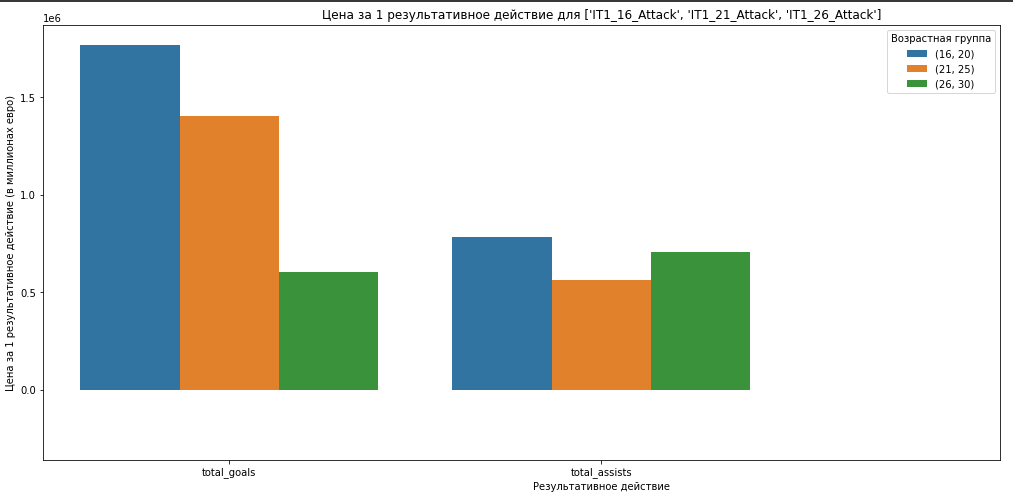 Цена за 1 результативное действие для ['IT1_16_Attack', 'IT1_21_Attack', 'IT1_26_Attack']
1e6
Возрастная группа
(16, 20)
(21, 25)
(26, 30)
1.5
1.0
0.5
0.0
Цена за 1 результативное действие (в миллионах евро)
total_goals
total_assists
Результативное действие